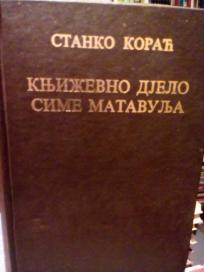 СТАНКО КОРАЋ
КЊИЖЕВНО ДЈЕЛО
СИМЕ МАТАВУЉА